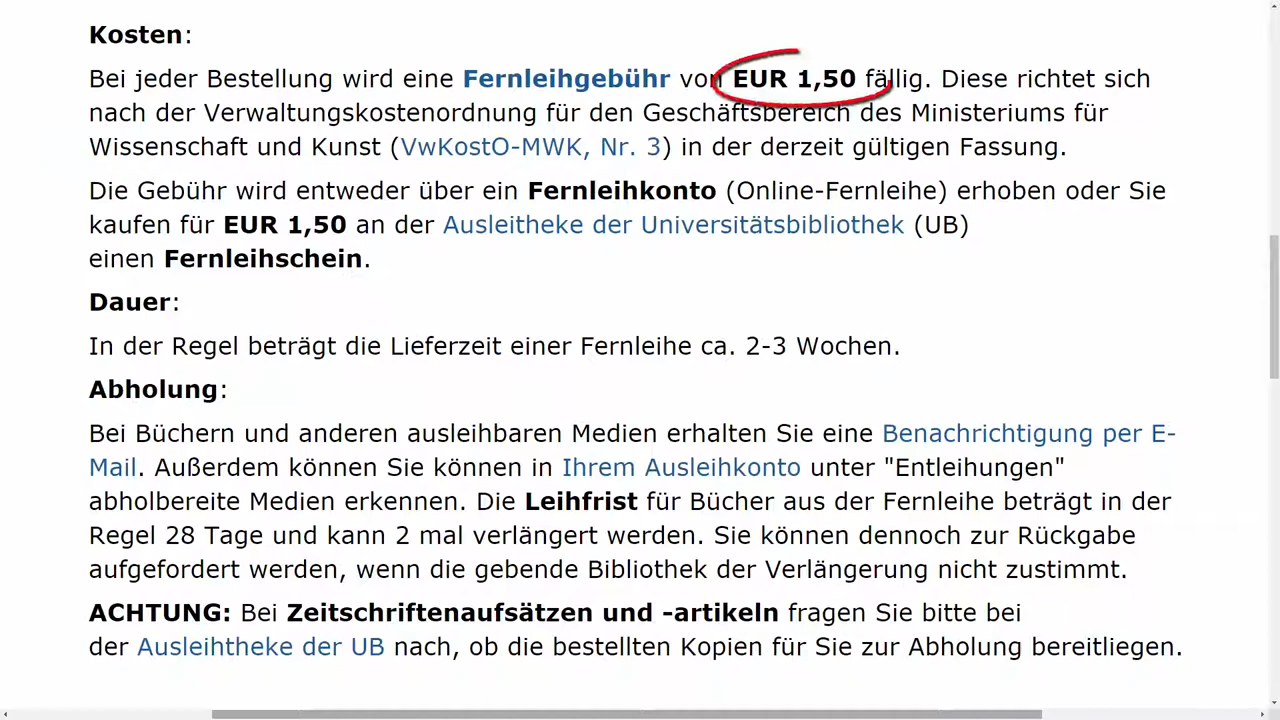 Kosten:
Bei jeder Bestellung wird eine Fernleihgebühr von EUR 1,50 fällig. Diese richtet sich
nach der Verwaltungskostenordnung für den Geschäftsbereich des Ministeriums für
Wissenschaft und Kunst (VwKostO-MWK, Nr. 3) in der derzeit gültigen Fassung.
Die Gebühr wird entweder über ein Fernleihkonto (Online-Fernleihe) erhoben oder Sie
kaufen für EUR 1,50 an der Ausleitheke der Universitätsbibliothek (UB)
einen Fernleihschein.
Dauer:
In der Regel beträgt die Lieferzeit einer Fernleihe ca. 2-3 Wochen.
Abholung:
Bei Büchern und anderen ausleihbaren Medien erhalten Sie eine Benachrichtigung per E-
Mail. Außerdem können Sie können in Ihrem Ausleihkonto unter "Entleihungen"
abholbereite Medien erkennen. Die Leihfrist für Bücher aus der Fernleihe beträgt in der
Regel 28 Tage und kann 2 mal verlängert werden. Sie können dennoch zur Rückgabe
aufgefordert werden, wenn die gebende Bibliothek der Verlängerung nicht zustimmt.
ACHTUNG: Bei Zeitschriftenaufsätzen und -artikeln fragen Sie bitte bei
der Ausleihtheke der UB nach, ob die bestellten Kopien für Sie zur Abholung bereitliegen.